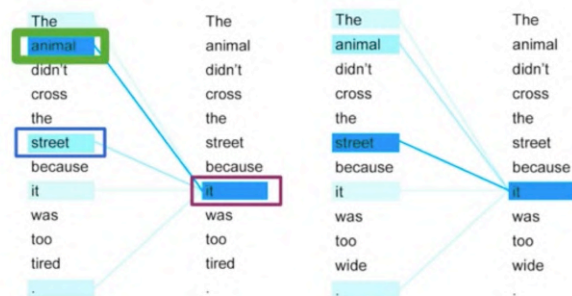 The
animal
didn't
cross
the
street
because
it
was
too
tired
.
The
animal
didn't
cross
the
street
because
it
was
too
tired
.
The
animal
didn't
cross
the
street
because
it
was
too
wide
.
The
animal
didn't
cross
the
street
because
it
was
too
wide
.